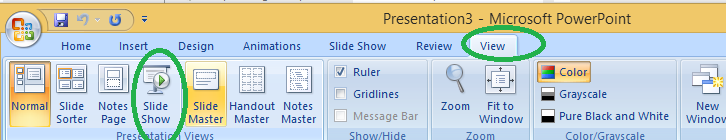 Presentation3 - Microsoft PowerPoint
Home Insert Design Animations Slide Show Review View
Normal Slide Sorter Notes Page Slide Show Slide Master Handout Master Notes Master
Ruler
Gridlines
Message Bar
Zoom Fit to Window
Color
Grayscale
Pure Black and White
New Window
Presentation Views Show/Hide Zoom Color/Grayscale